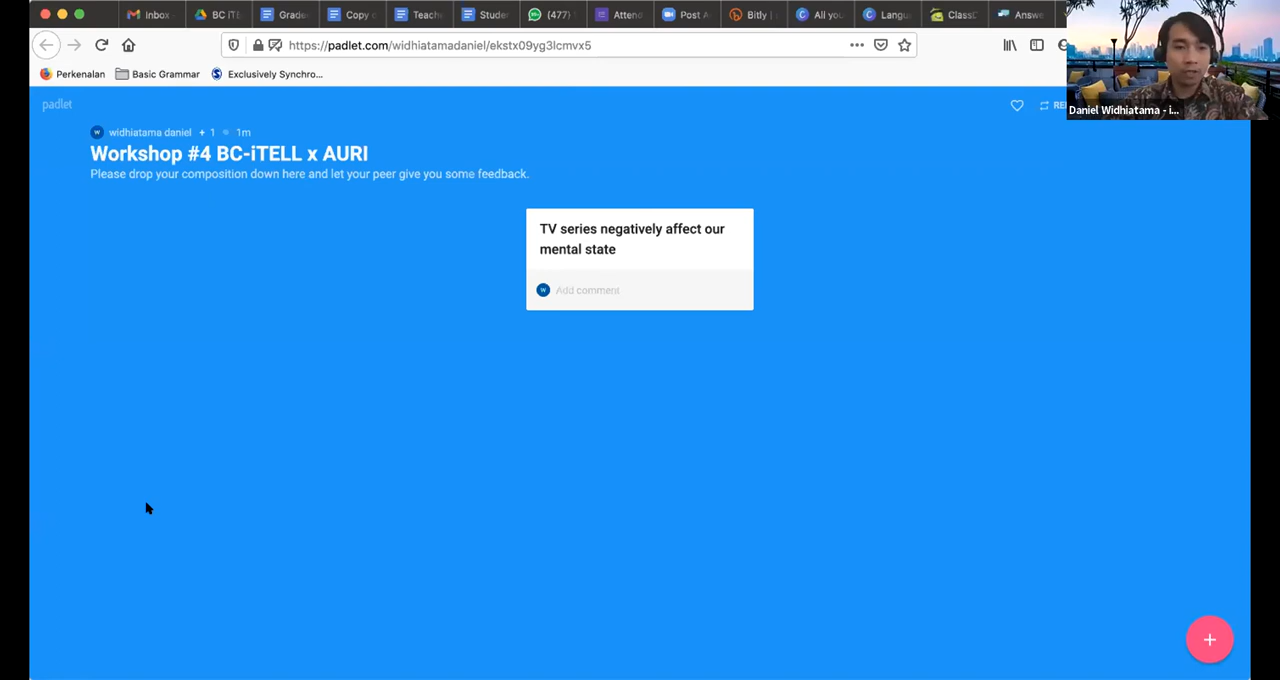 Inbox
BC iTE
Grade
Copy c
Teach
Stude
(477)
Attend
Post A
Bitly |
All you
Langu
ClassD
Answe
https://padlet.com/widhiatamadaniel/ekstx09yg3lcmvx5
Perkenalan
Basic Grammar
Exclusively Synchro...
Daniel Widhiatama - i...
padlet
RE
widhiatama daniel + 1 1m
Workshop #4 BC-iTELL x AURI
Please drop your composition down here and let your peer give you some feedback.
TV series negatively affect our
mental state
w Add comment
+